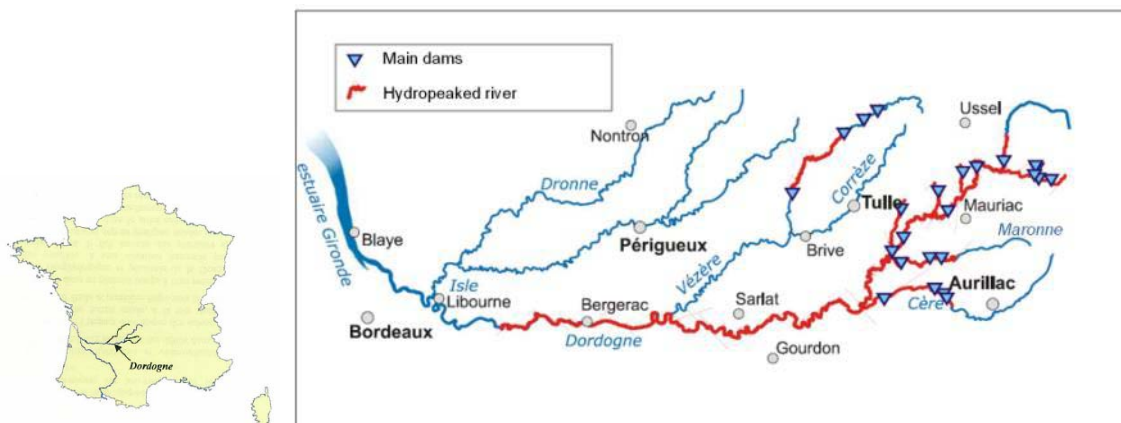 Main dams
Hydropeaked river
Ussel
Nontron
estuaire Gironde
Dronne
Corrèze
Tulle
Mauriac
Blaye
Périgueux
Brive
Maronne
Isle
Vézère
Libourne
Aurillac
Cère
Bordeaux
Bergerac
Sarlat
Dordogne
Gourdon
Dordogne